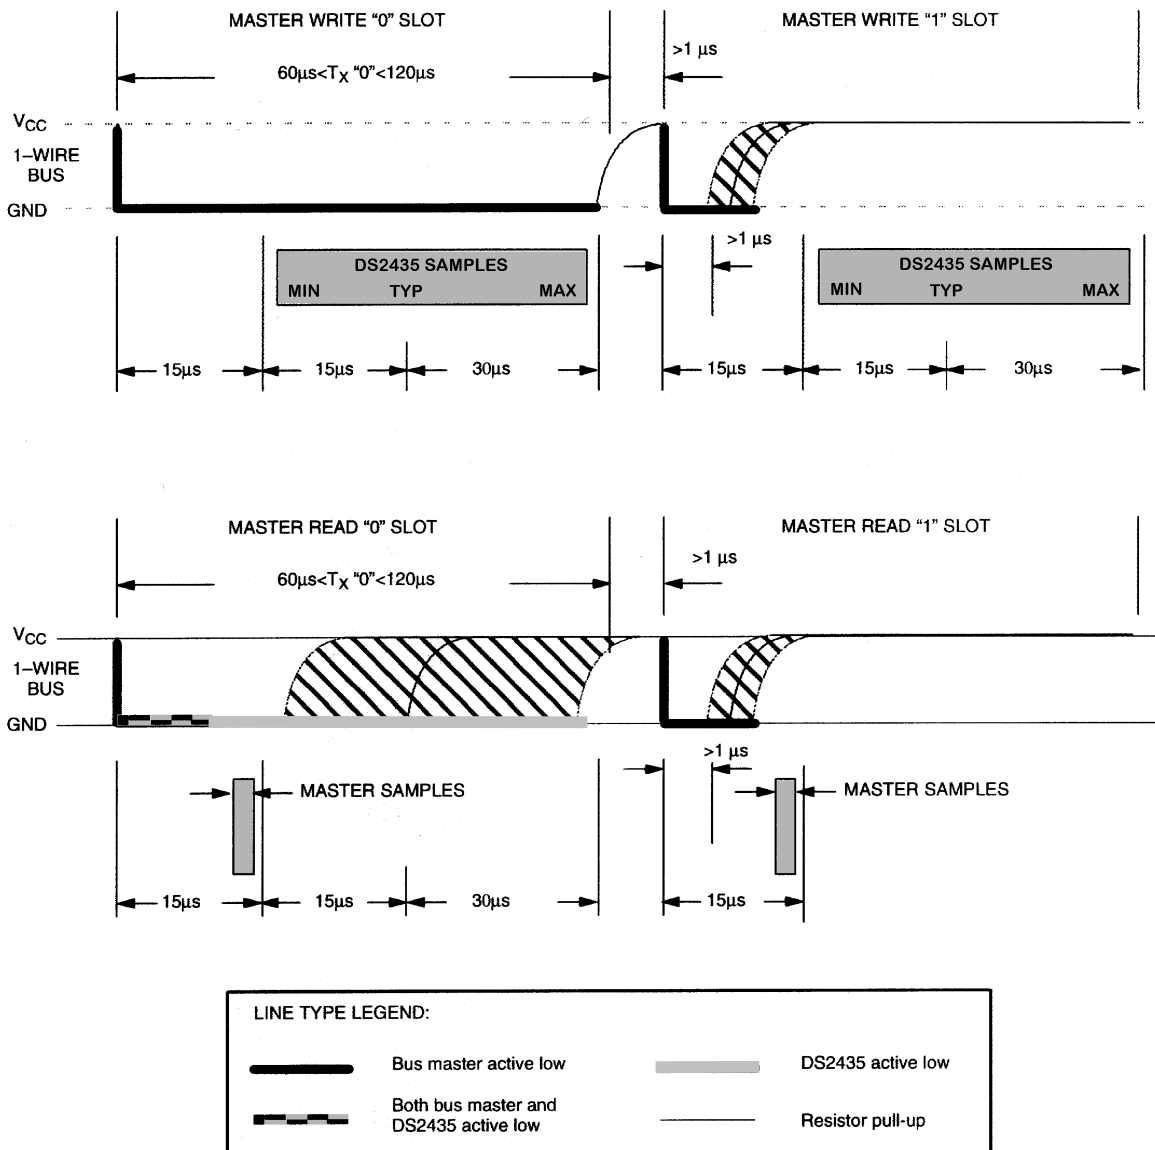 MASTER WRITE “0” SLOT
MASTER WRITE “1” SLOT
>1 µs
60µs<TX “0”<120µs
VCC
1–WIRE
BUS
GND
>1 µs
DS2435 SAMPLES
MIN TYP MAX
DS2435 SAMPLES
MIN TYP MAX
15µs 15µs 30µs
15µs 15µs 30µs
MASTER READ “0” SLOT
MASTER READ “1” SLOT
>1 µs
60µs<TX “0”<120µs
VCC
1–WIRE
BUS
GND
>1 µs
MASTER SAMPLES
MASTER SAMPLES
15µs 15µs 30µs
15µs
LINE TYPE LEGEND:
Bus master active low
DS2435 active low
Both bus master and
DS2435 active low
Resistor pull-up